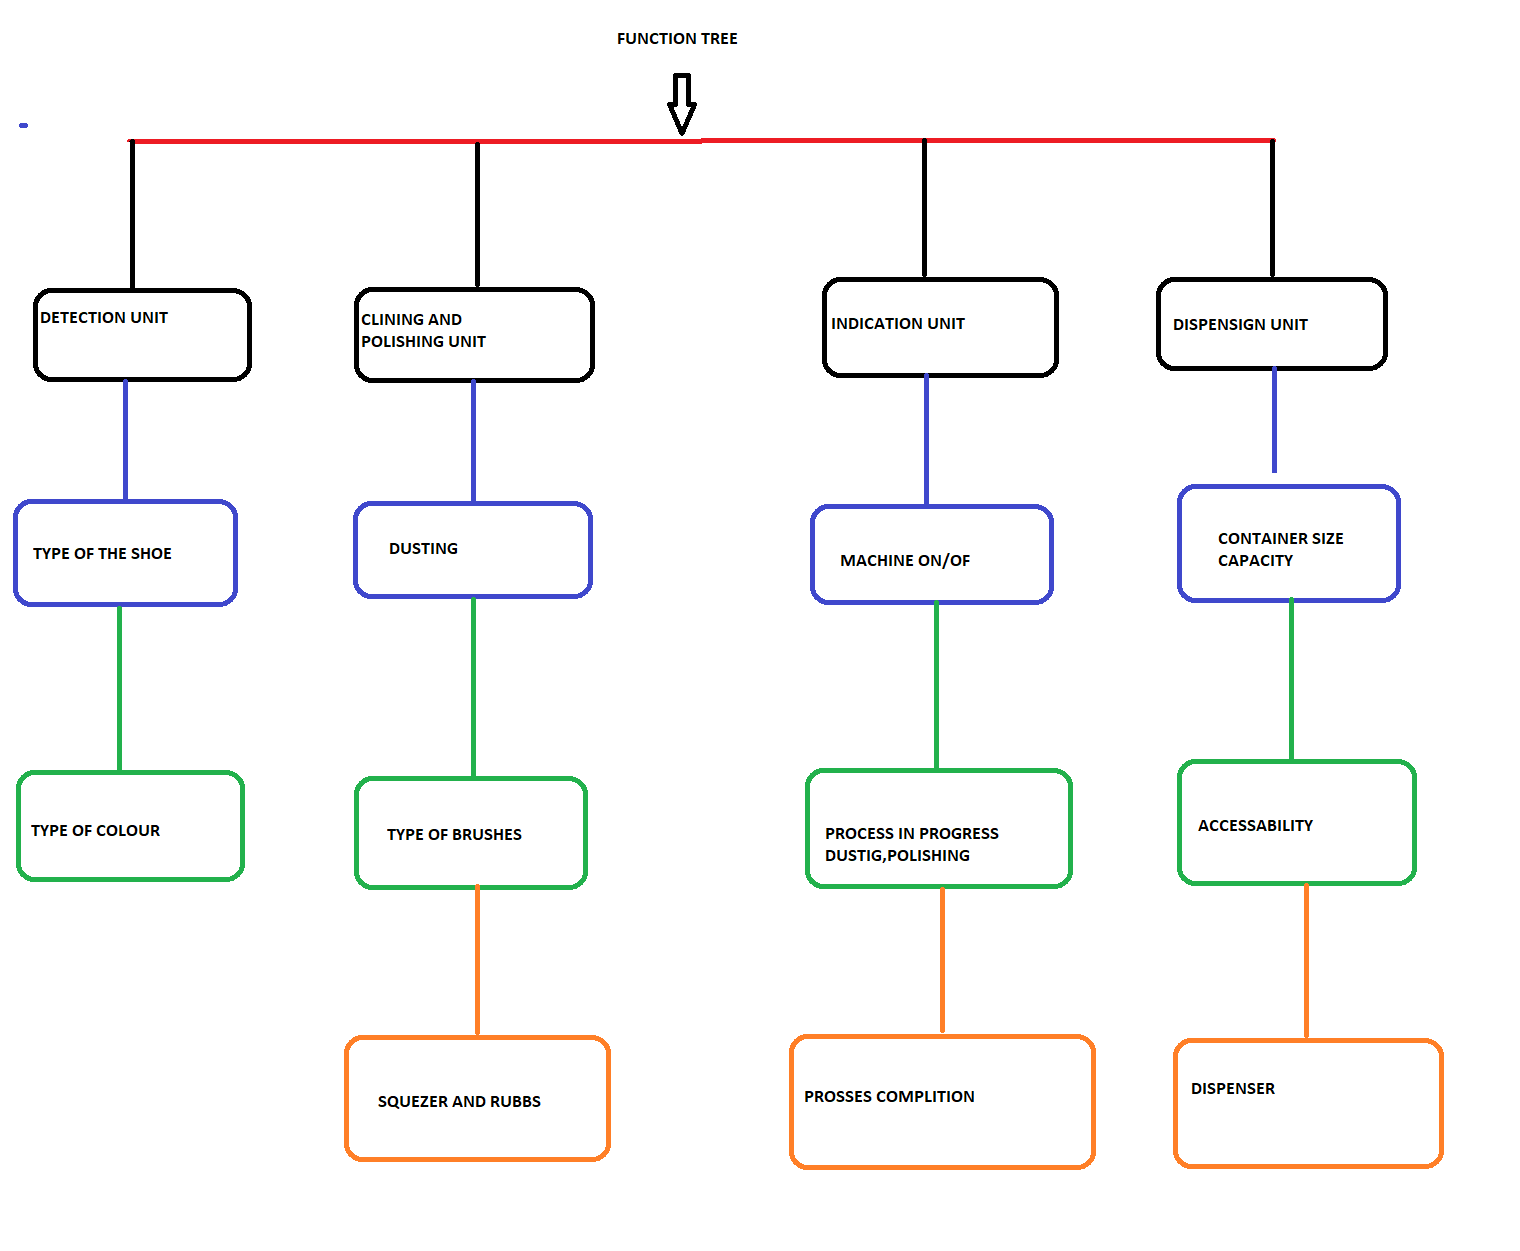 FUNCTION TREE
DETECTION UNIT
CLINING AND
POLISHING UNIT
INDICATION UNIT
DISPENSIGN UNIT
TYPE OF THE SHOE
DUSTING
MACHINE ON/OF
CONTAINER SIZE
CAPACITY
TYPE OF COLOUR
TYPE OF BRUSHES
PROCESS IN PROGRESS
DUSTIG,POLISHING
ACCESSABILITY
SQUEZER AND RUBBS
PROSSES COMPLITION
DISPENSER